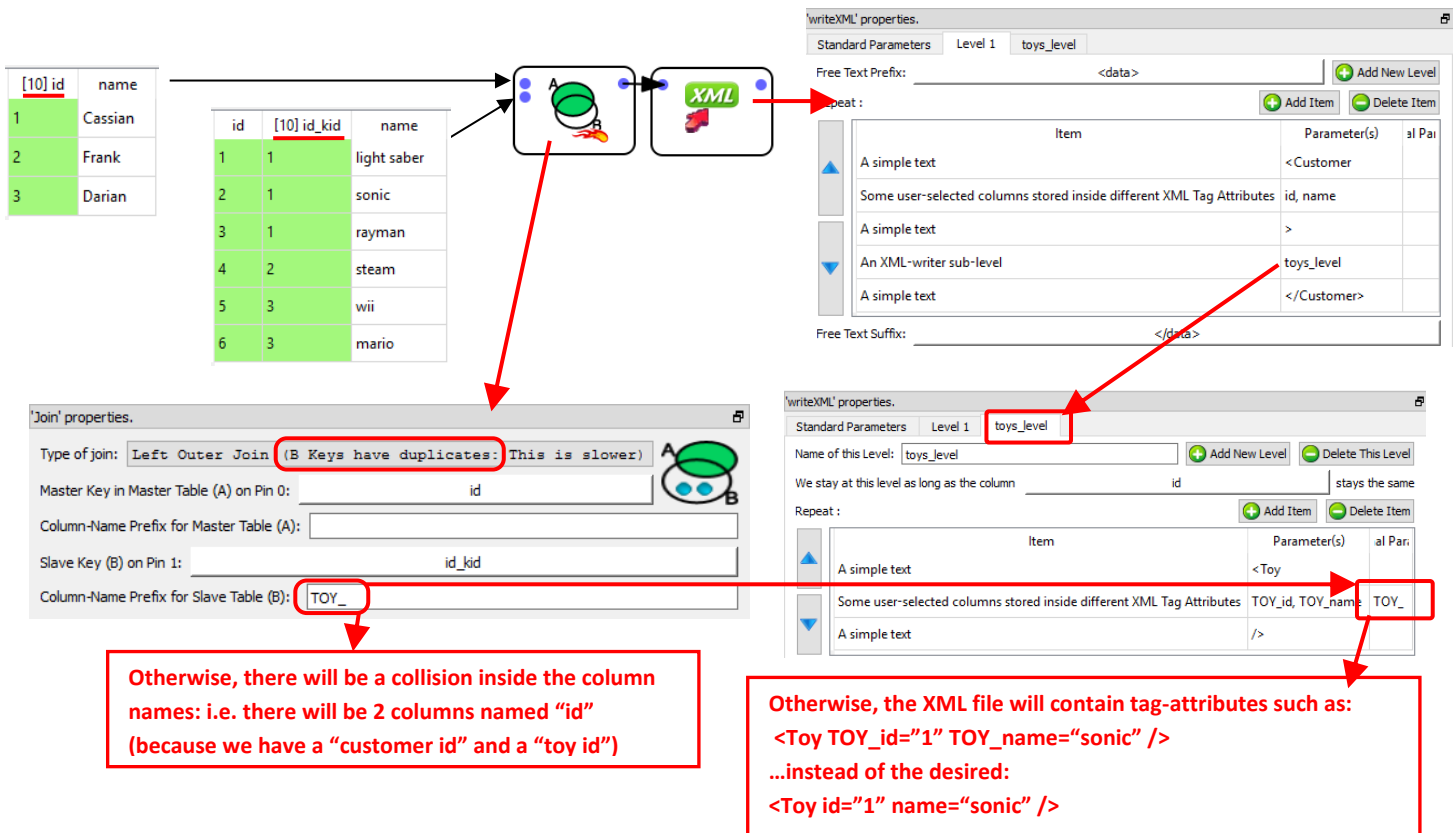 [10] id name
1 Cassian
2 Frank
3 Darian
id [10] id_kid name
1 1 light saber
2 1 sonic
3 1 rayman
4 2 steam
5 3 wii
6 3 mario
A
B
XML
'writeXML' properties.
Standard Parameters Level 1 toys_level
Free Text Prefix: <data> Add New Level
Repeat : Add Item Delete Item
Item Parameter(s) al Par
A simple text <Customer
Some user-selected columns stored inside different XML Tag Attributes id, name
A simple text >
An XML-writer sub-level toys_level
A simple text </Customer>
Free Text Suffix: </data>
'Join' properties.
Type of join: Left Outer Join (B Keys have duplicates: This is slower) A
B
Master Key in Master Table (A) on Pin 0: id
Column-Name Prefix for Master Table (A):
Slave Key (B) on Pin 1: id_kid
Column-Name Prefix for Slave Table (B): TOY_
'writeXML' properties.
Standard Parameters Level 1 toys_level
Name of this Level: toys_level Add New Level Delete This Level
We stay at this level as long as the column id stays the same
Repeat : Add Item Delete Item
Item Parameter(s) al Par
A simple text <Toy
Some user-selected columns stored inside different XML Tag Attributes TOY_id, TOY_name TOY_
A simple text />
Otherwise, there will be a collision inside the column
names: i.e. there will be 2 columns named “id”
(because we have a “customer id” and a “toy id”)
Otherwise, the XML file will contain tag-attributes such as:
<Toy TOY_id=”1” TOY_name=“sonic” />
…instead of the desired:
<Toy id=”1” name=“sonic” />